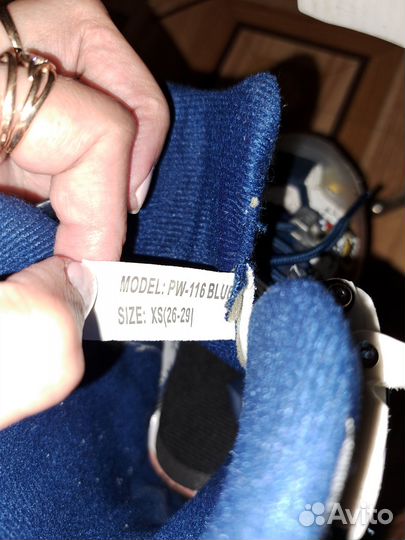 MODEL: PW-116 BLUE
SIZE: XS(26-29)
Avito